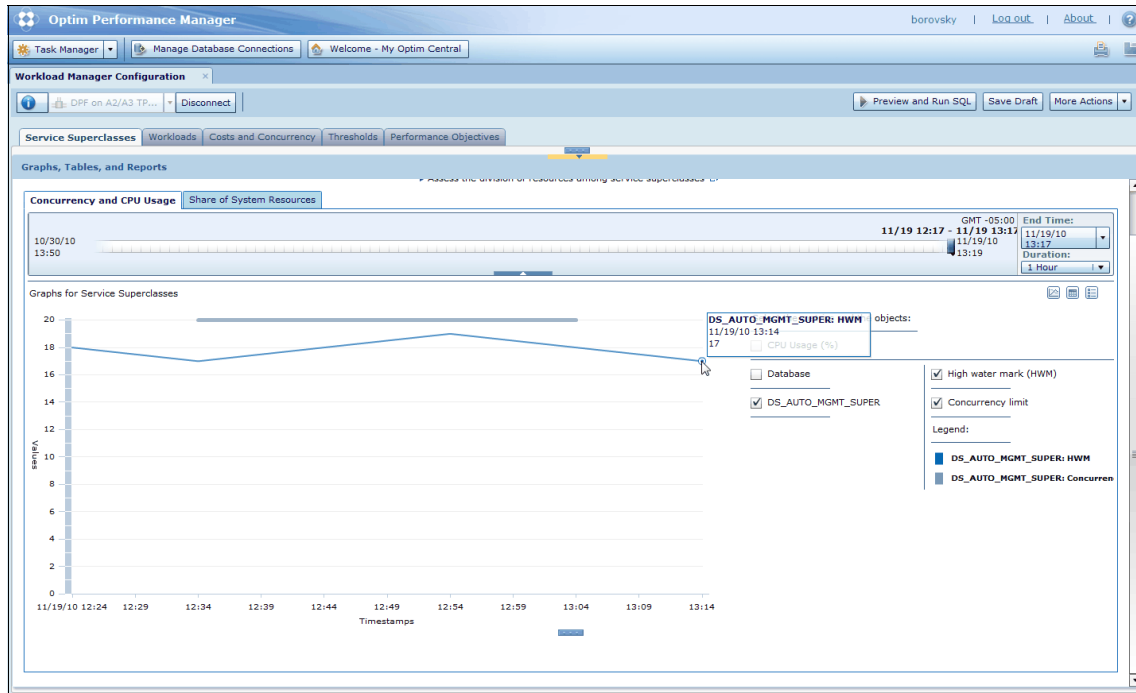 Optim Performance Manager
borovsky | Log out | About | ?
Task Manager Manage Database Connections Welcome - My Optim Central
Workload Manager Configuration ×
DPF on A2/A3 TP... Disconnect Preview and Run SQL Save Draft More Actions
Service Superclasses Workloads Costs and Concurrency Thresholds Performance Objectives
Graphs, Tables, and Reports
Assess the division of resources among service superclasses
Concurrency and CPU Usage Share of System Resources
GMT -05:00
11/19 12:17 - 11/19 13:17
10/30/10
13:50
11/19/10
13:19
End Time:
11/19/10
13:17
Duration:
1 Hour
Graphs for Service Superclasses
objects:
DS_AUTO_MGMT_SUPER: HWM
11/19/10 13:14
17
CPU Usage (%)
Database
DS_AUTO_MGMT_SUPER
High water mark (HWM)
Concurrency limit
Legend:
DS_AUTO_MGMT_SUPER: HWM
DS_AUTO_MGMT_SUPER: Concurren
20
18
16
14
12
10
8
6
4
2
0
Values
11/19/10 12:24 12:29 12:34 12:39 12:44 12:49 12:54 12:59 13:04 13:09 13:14
Timestamps